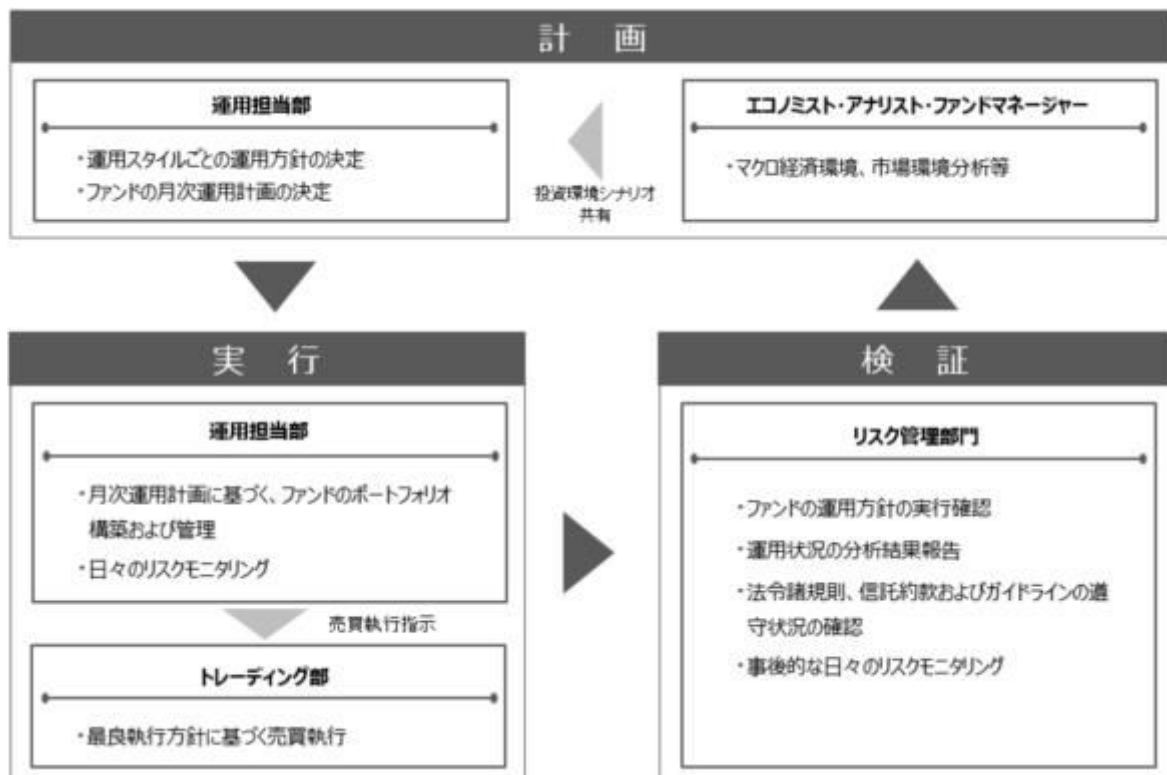 計 画
運用担当部
・運用スタイルごとの運用方針の決定
・ファンドの月次運用計画の決定
投資環境シナリオ
共有
エコノミスト・アナリスト・ファンドマネージャー
・マクロ経済環境、市場環境分析等
実 行
運用担当部
・月次運用計画に基づく、ファンドのポートフォリオ
構築および管理
・日々のリスクモニタリング
売買執行指示
トレーディング部
・最良執行方針に基づく売買執行
検 証
リスク管理部門
・ファンドの運用方針の実行確認
・運用状況の分析結果報告
・法令諸規則、信託約款およびガイドラインの遵
守状況の確認
・事後的な日々のリスクモニタリング